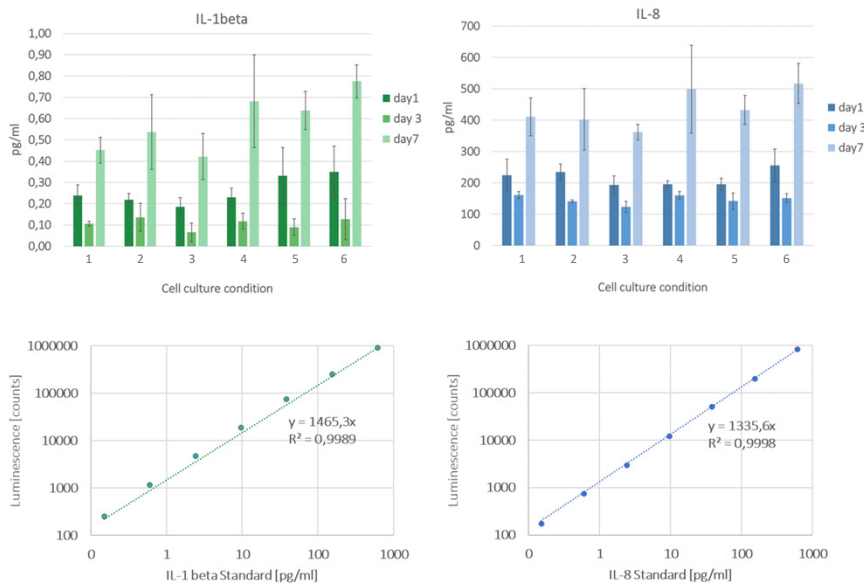 IL-1beta
1,00
0,90
0,80
0,70
0,60
0,50
0,40
0,30
0,20
0,10
0,00
pg/ml
1 2 3 4 5 6
Cell culture condition
day1
day 3
day7
IL-8
700
600
500
400
300
200
100
0
pg/ml
1 2 3 4 5 6
Cell culture condition
day1
day 3
day7
1000000
100000
10000
1000
100
Luminescence [counts]
y = 1465,3x
R² = 0,9989
0 1 10 100 1000
IL-1 beta Standard [pg/ml]
1000000
100000
10000
1000
100
Luminescence [counts]
y = 1335,6x
R² = 0,9998
0 1 10 100 1000
IL-8 Standard [pg/ml]